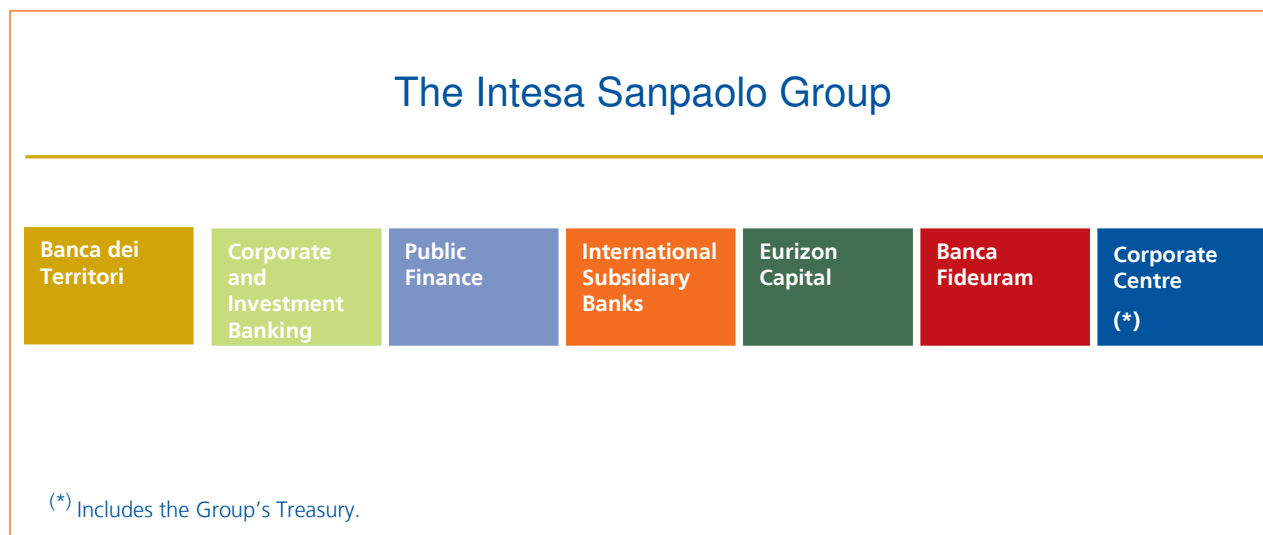 The Intesa Sanpaolo Group
Banca dei
Territori
Corporate
and
Investment
Banking
Public
Finance
International
Subsidiary
Banks
Eurizon
Capital
Banca
Fideuram
Corporate
Centre
(*)
(*) Includes the Group’s Treasury.